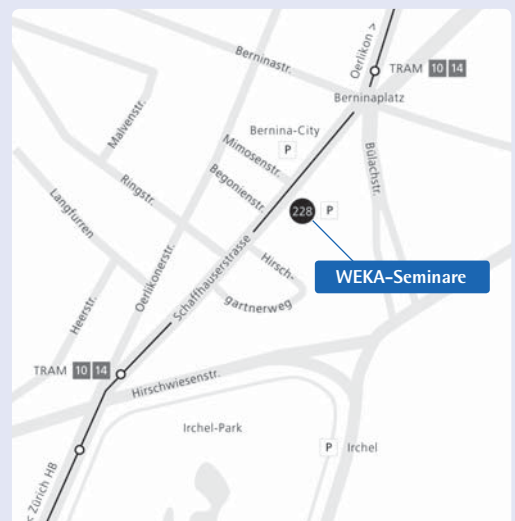 Oerlikon >
TRAM 10 14
Berninastr.
Berninaplatz
Malvenstr.
Bernina-City
P
Mimosenstr.
Bülachstr.
Begonienstr.
Ringstr.
Langfurren
228 P
Oerlikonerstr.
Schaffhauserstrasse
Hirsch-
gartnerweg
WEKA-Seminare
Heerstr.
TRAM 10 14
Hirschwiesenstr.
Irchel-Park
P Irchel
< Zürich HB